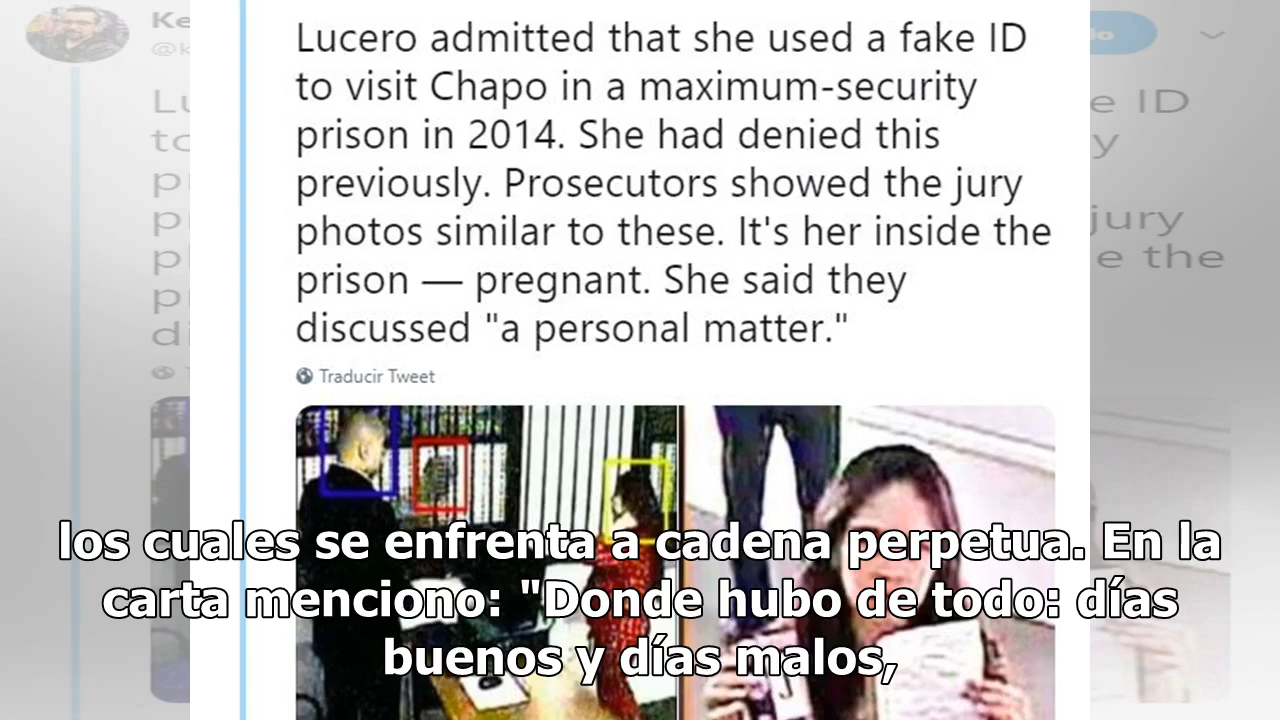 Lucero admitted that she used a fake ID
to visit Chapo in a maximum-security
prison in 2014. She had denied this
previously. Prosecutors showed the jury
photos similar to these. It's her inside the
prison — pregnant. She said they
discussed "a personal matter."
Traducir Tweet
los cuales se enfrenta a cadena perpetua. En la
carta menciono: "Donde hubo de todo: días
buenos y días malos,